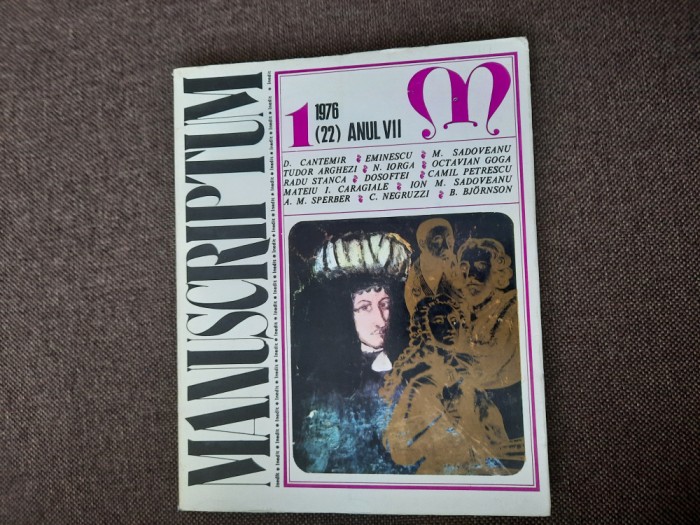 MANUSCRIPTUM
1 1976
(22) ANUL VII
M
D. CANTEMIR EMINESCU M. SADOVEANU
TUDOR ARGHEZI N. IORGA OCTAVIAN GOGA
RADU STANCA DOSOFTEI CAMIL PETRESCU
MATEIU I. CARAGIALE ION M. SADOVEANU
A. M. SPERBER C. NEGRUZZI B. BJÖRNSON